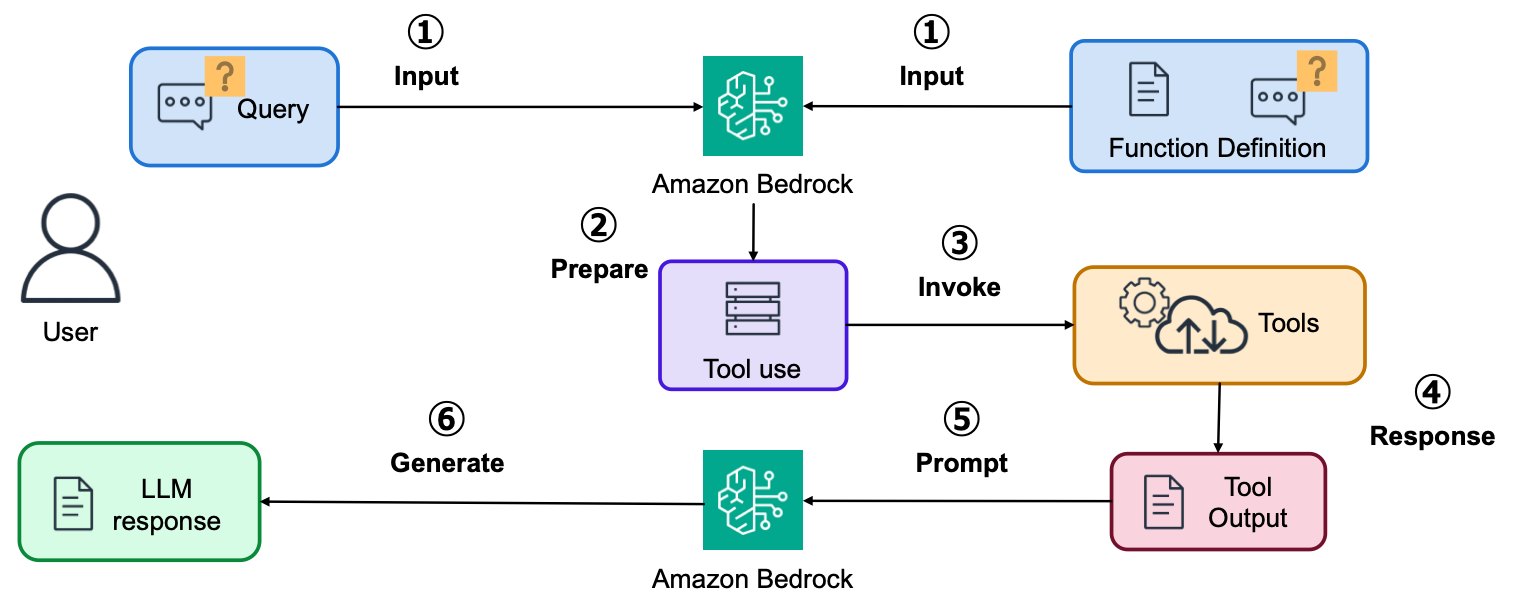 ①
Input
①
Input
?
Query
?
Function Definition
Amazon Bedrock
②
Prepare
③
Invoke
User
Tool use
Tools
④
Response
⑥
Generate
⑤
Prompt
LLM
response
Tool
Output
Amazon Bedrock